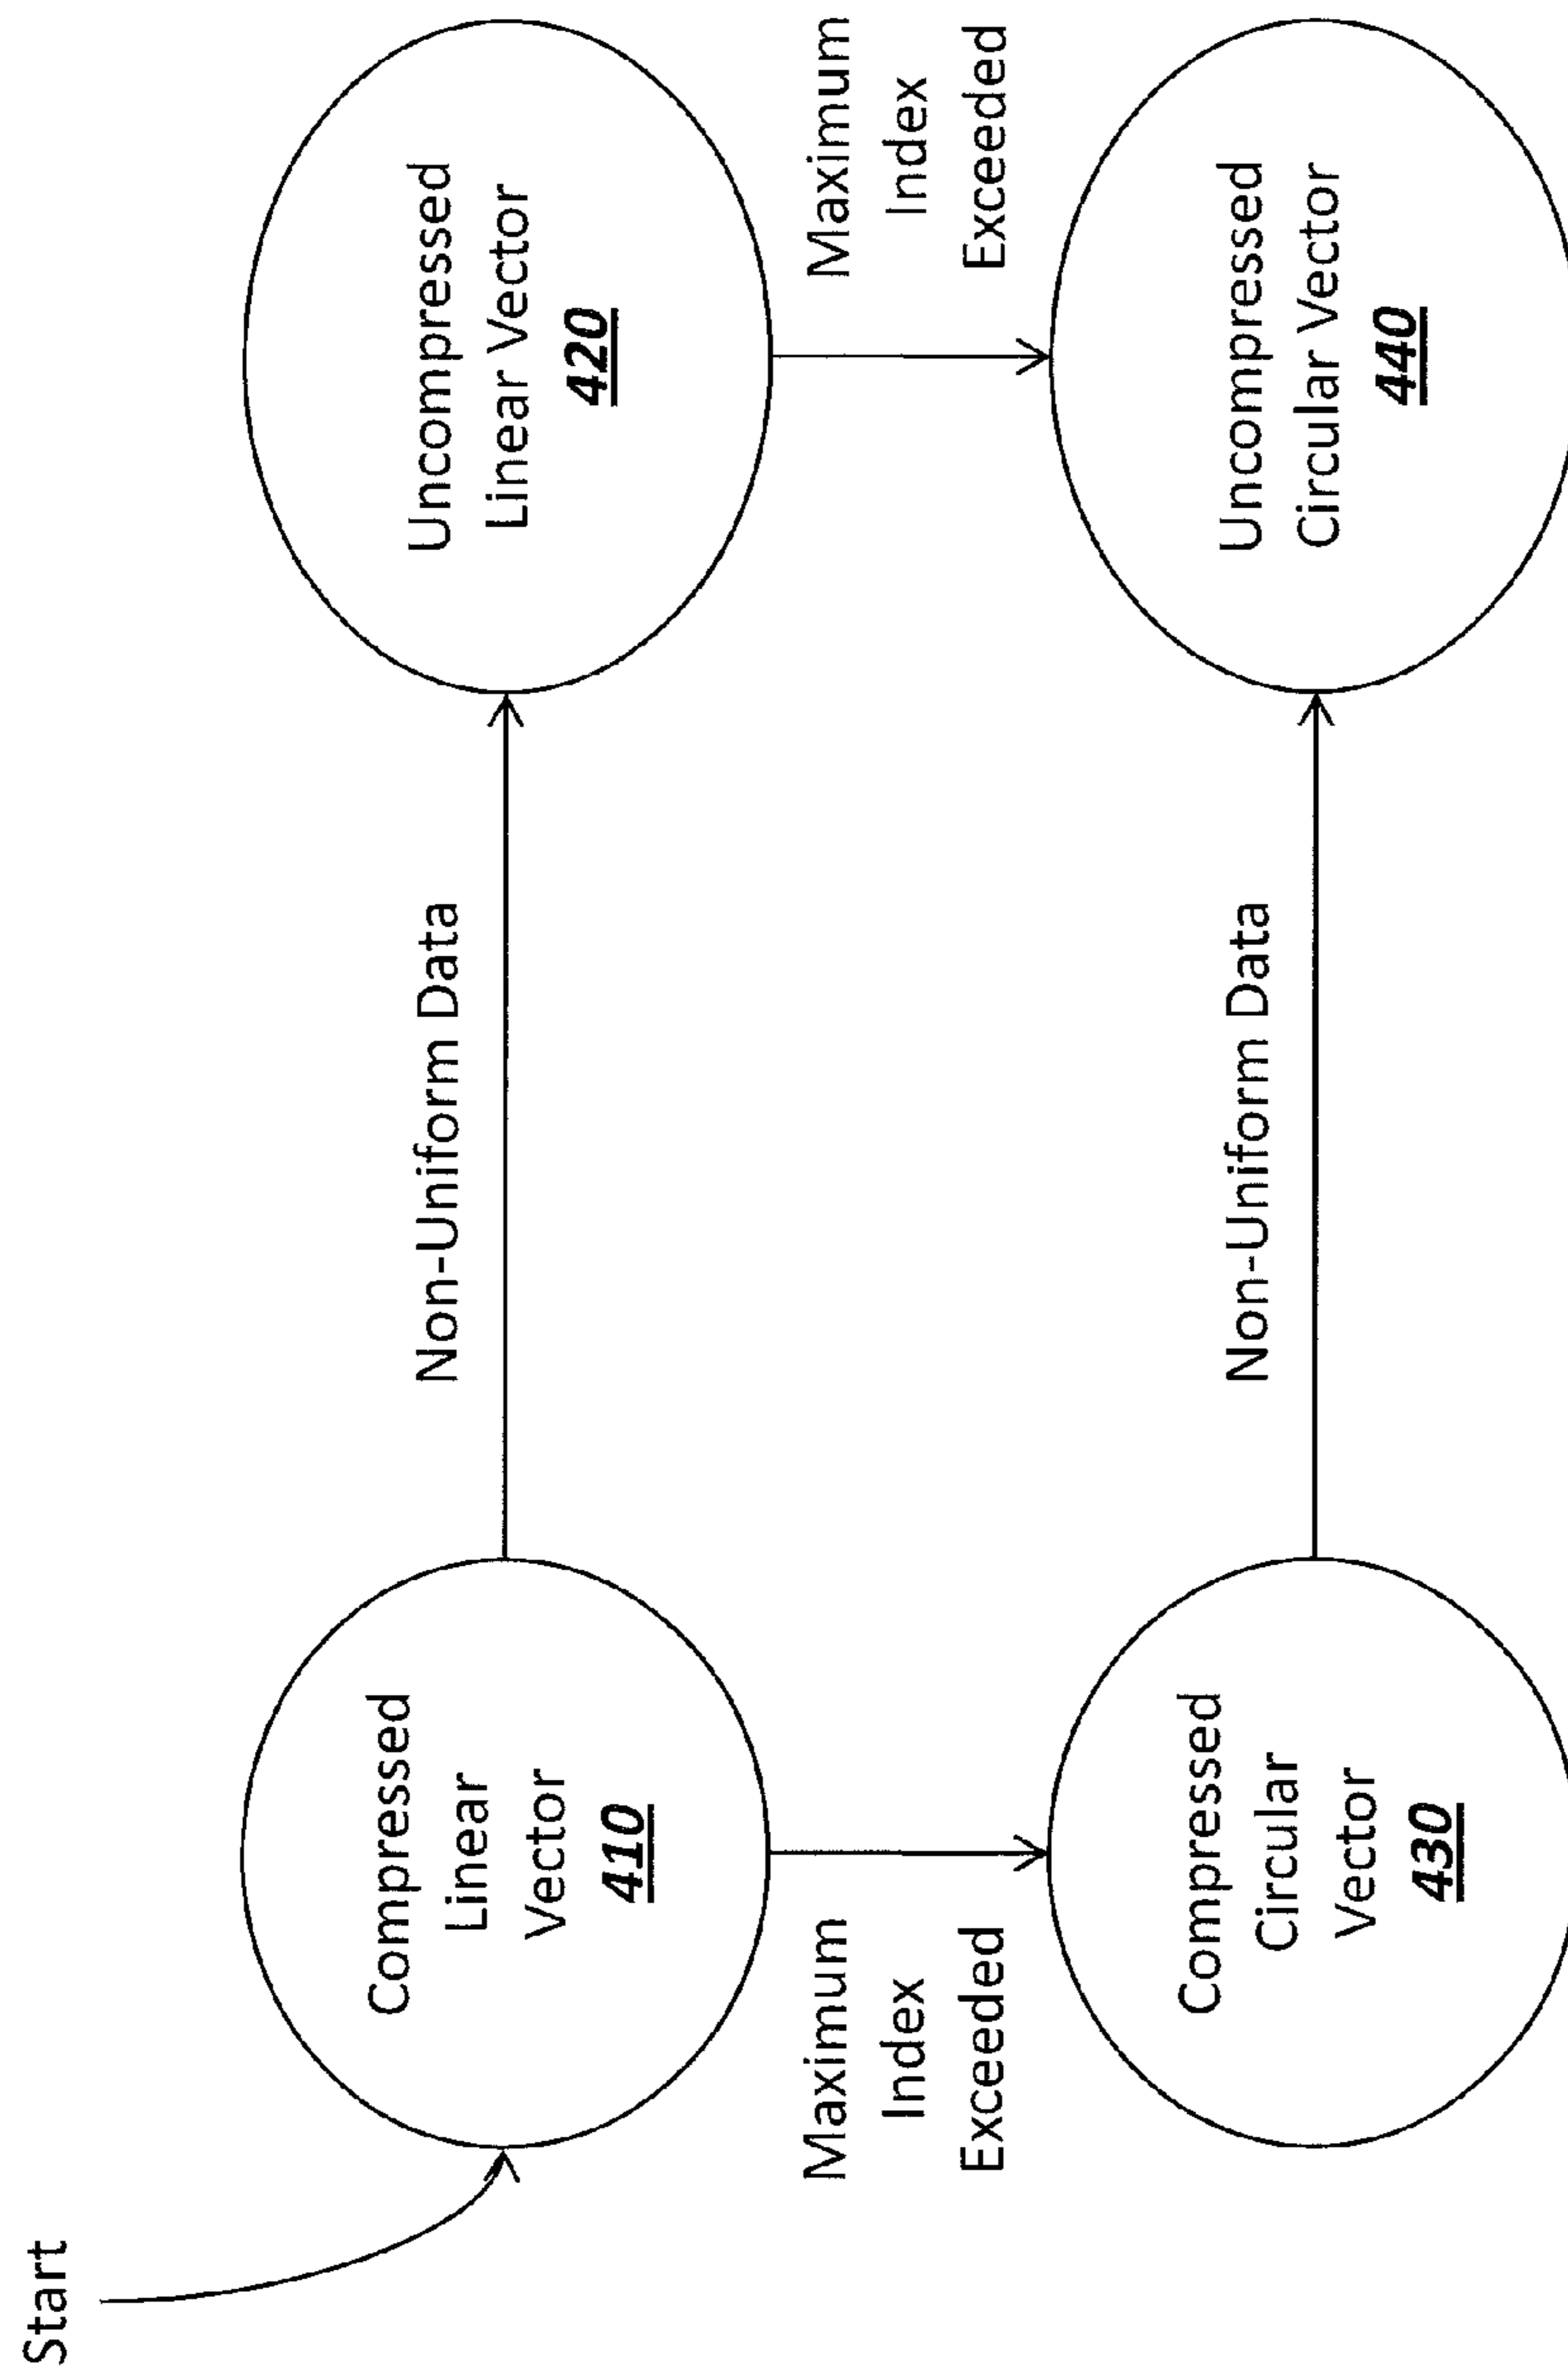 Start
Compressed
Linear
Vector
410
Non-Uniform Data
Uncompressed
Linear Vector
420
Maximum
Index
Exceeded
Maximum
Index
Exceeded
Compressed
Circular
Vector
430
Non-Uniform Data
Uncompressed
Circular Vector
440